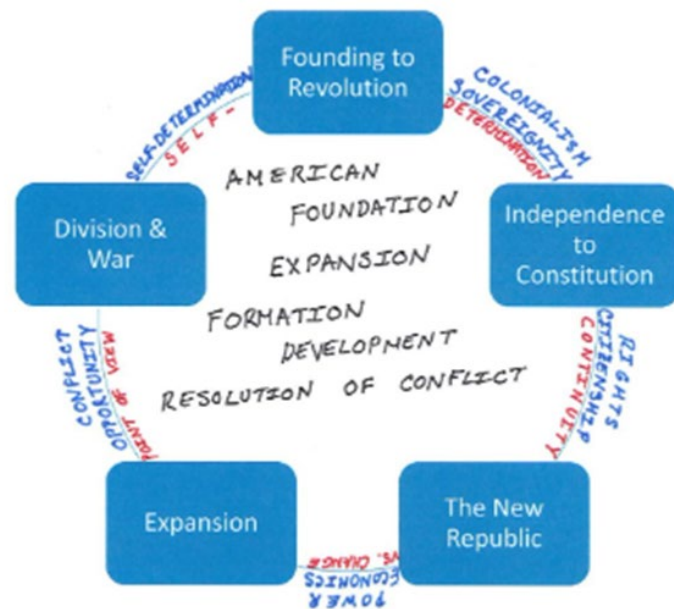 Founding to
Revolution
COLONIALISM
SOVEREIGNITY
DETERMINATION
Independence
to
Constitution
RIGHTS
CITIZENSHIP
CONTINUITY
The New
Republic
VS. CHANGE
ECONOMICS
POWER
Expansion
CONFLICT
OPPORTUNITY
POINT OF VIEW
Division &
War
SELF-DETERMINATION
SELF-
AMERICAN
FOUNDATION
EXPANSION
FORMATION
DEVELOPMENT
RESOLUTION OF CONFLICT